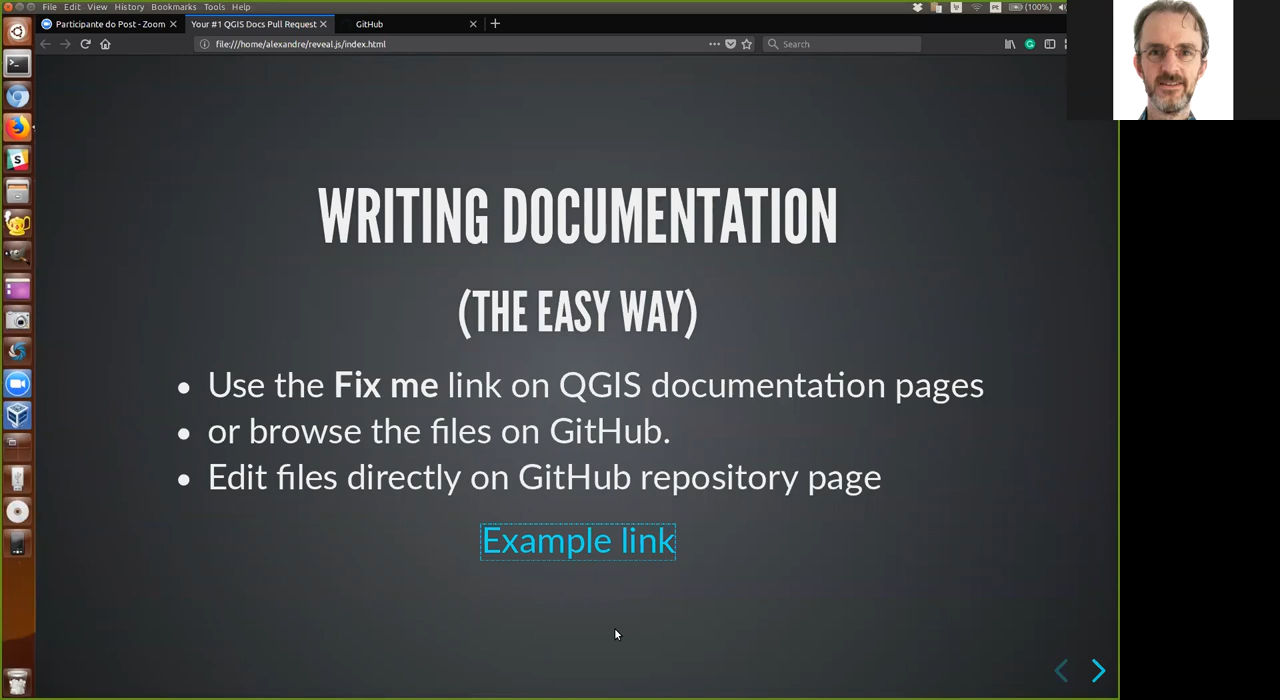 File Edit View History Bookmarks Tools Help
Pt (100%)
Participante do Post - Zoom
Your #1 QGIS Docs Pull Request
GitHub
file:///home/alexandre/reveal.js/index.html
Search
WRITING DOCUMENTATION
(THE EASY WAY)
Use the Fix me link on QGIS documentation pages
or browse the files on GitHub.
Edit files directly on GitHub repository page
Example link